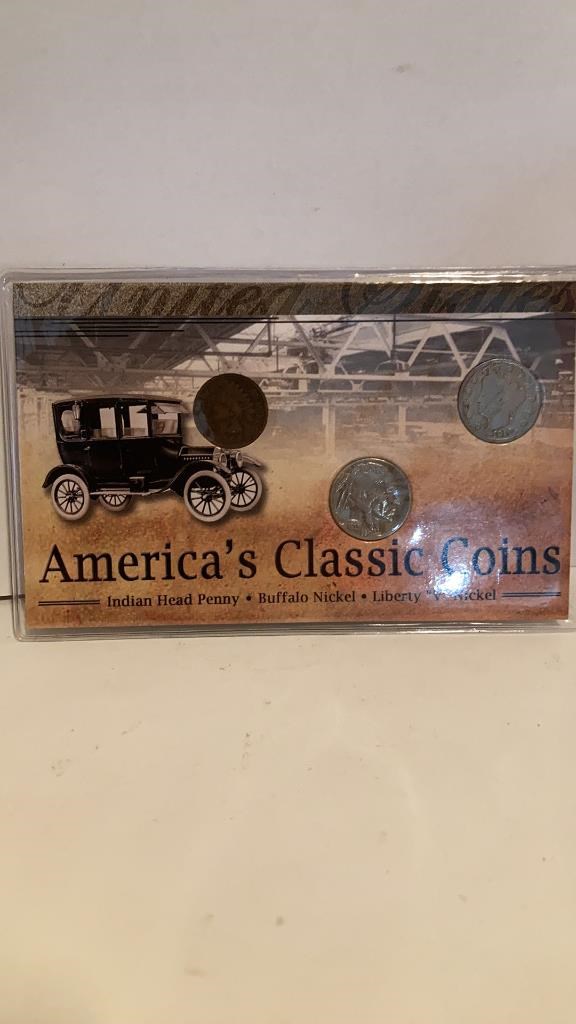 America's Classic Coins
Indian Head Penny • Buffalo Nickel • Liberty "V" Nickel